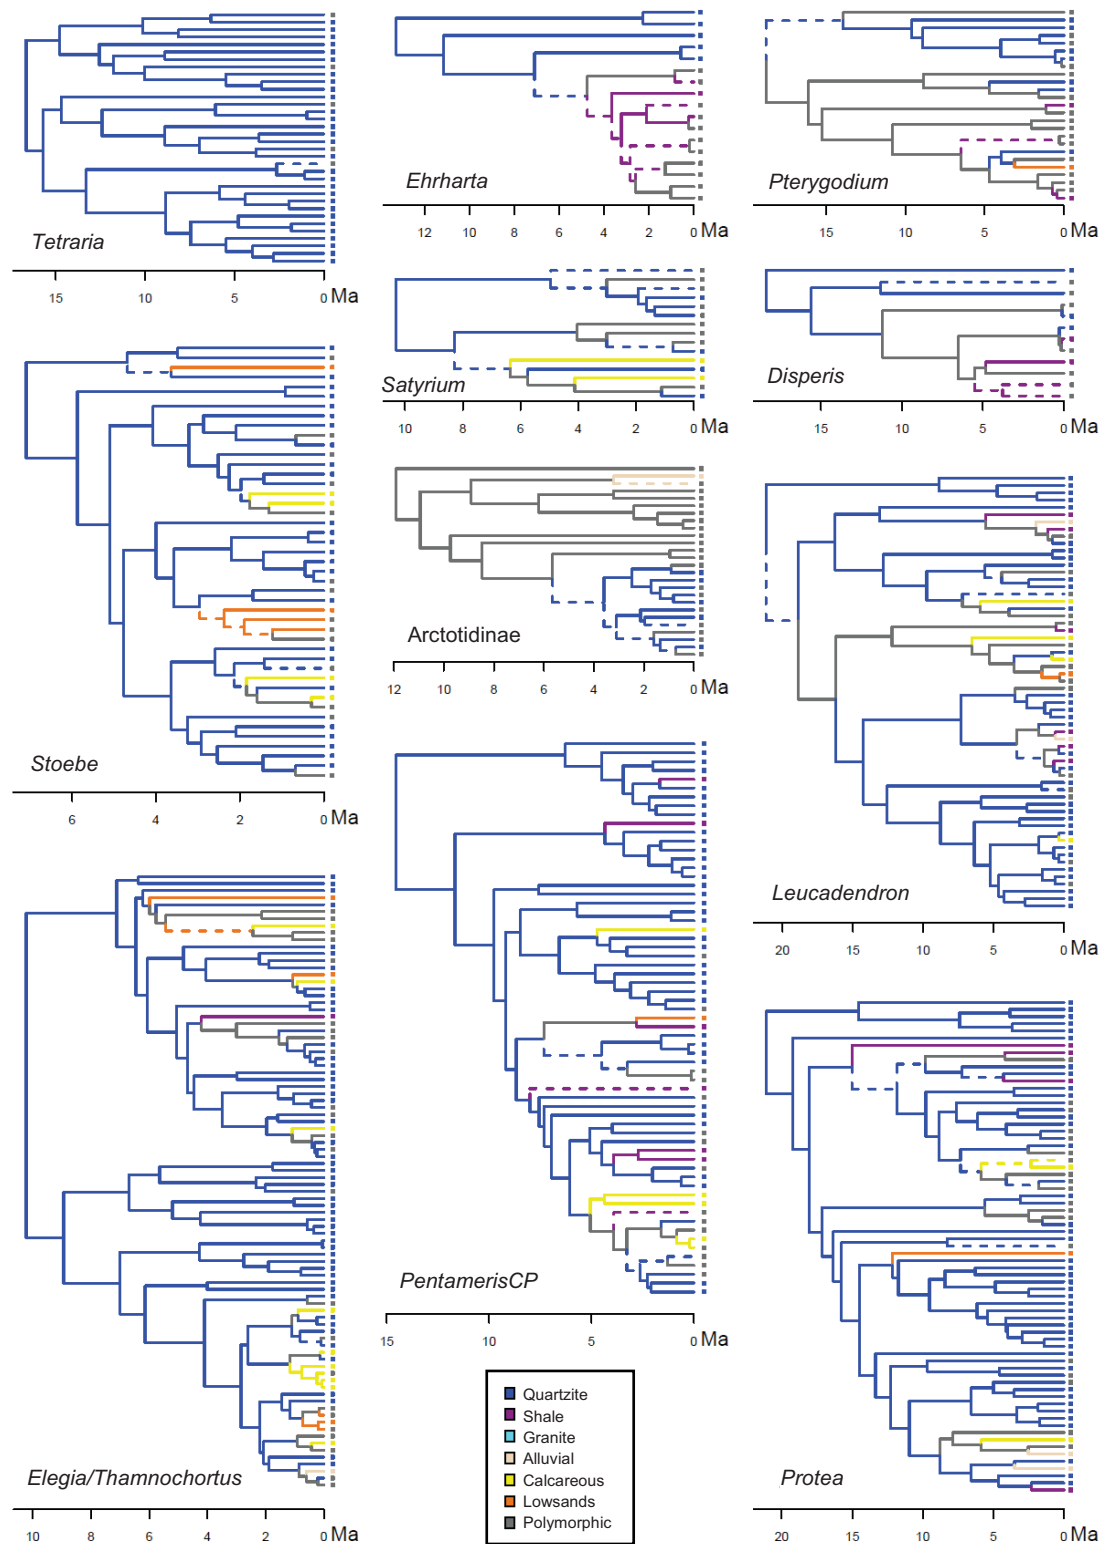 Tetraria
15 10 5 0 Ma
Ehrharta
12 10 8 6 4 2 0 Ma
Pterygodium
15 10 5 0 Ma
Satyrium
10 8 6 4 2 0 Ma
Disperis
15 10 5 0 Ma
Stoebe
6 4 2 0 Ma
Arctotidinae
12 10 8 6 4 2 0 Ma
Leucadendron
20 15 10 5 0 Ma
Elegia/Thamnochortus
10 8 6 4 2 0 Ma
PentamerisCP
15 10 5 0 Ma
Protea
20 15 10 5 0 Ma
Quartzite
Shale
Granite
Alluvial
Calcareous
Lowsands
Polymorphic